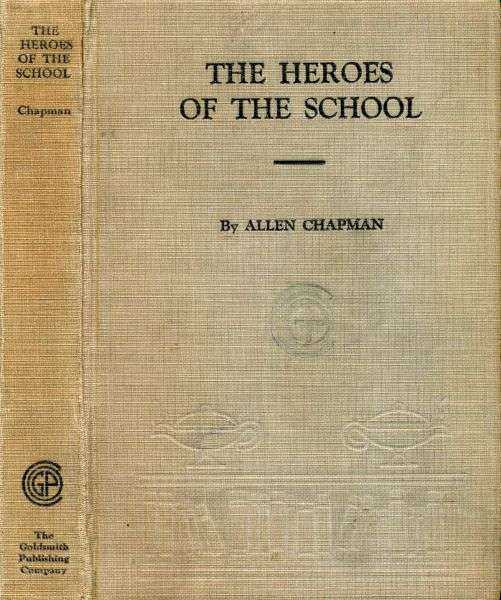 THE
HEROES
OF THE
SCHOOL
Chapman
GPC
The
Goldsmith
Publishing
Company
THE HEROES
OF THE SCHOOL
By ALLEN CHAPMAN